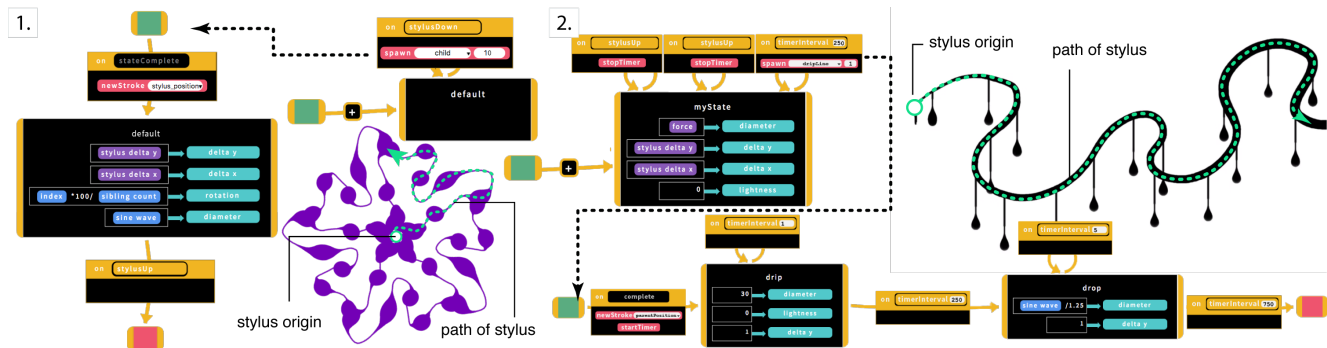 1.
on stylusDown
spawn child 10
default
on stateComplete
newStroke stylus_position
default
stylus delta y delta y
stylus delta x delta x
index *100/ sibling count rotation
sine wave diameter
on stylusUp
stylus origin
path of stylus
2.
on stylusUp
stopTimer
on stylusUp
stopTimer
on timerInterval 250
spawn dripLine 1
myState
force diameter
stylus delta y delta y
stylus delta x delta x
0 lightness
stylus origin
path of stylus
on timerInterval 1
on complete
newStroke parentPosition
startTimer
drip
30 diameter
0 lightness
1 delta y
on timerInterval 250
on timerInterval 5
drop
sine wave /1.25 diameter
1 delta y
on timerInterval 750